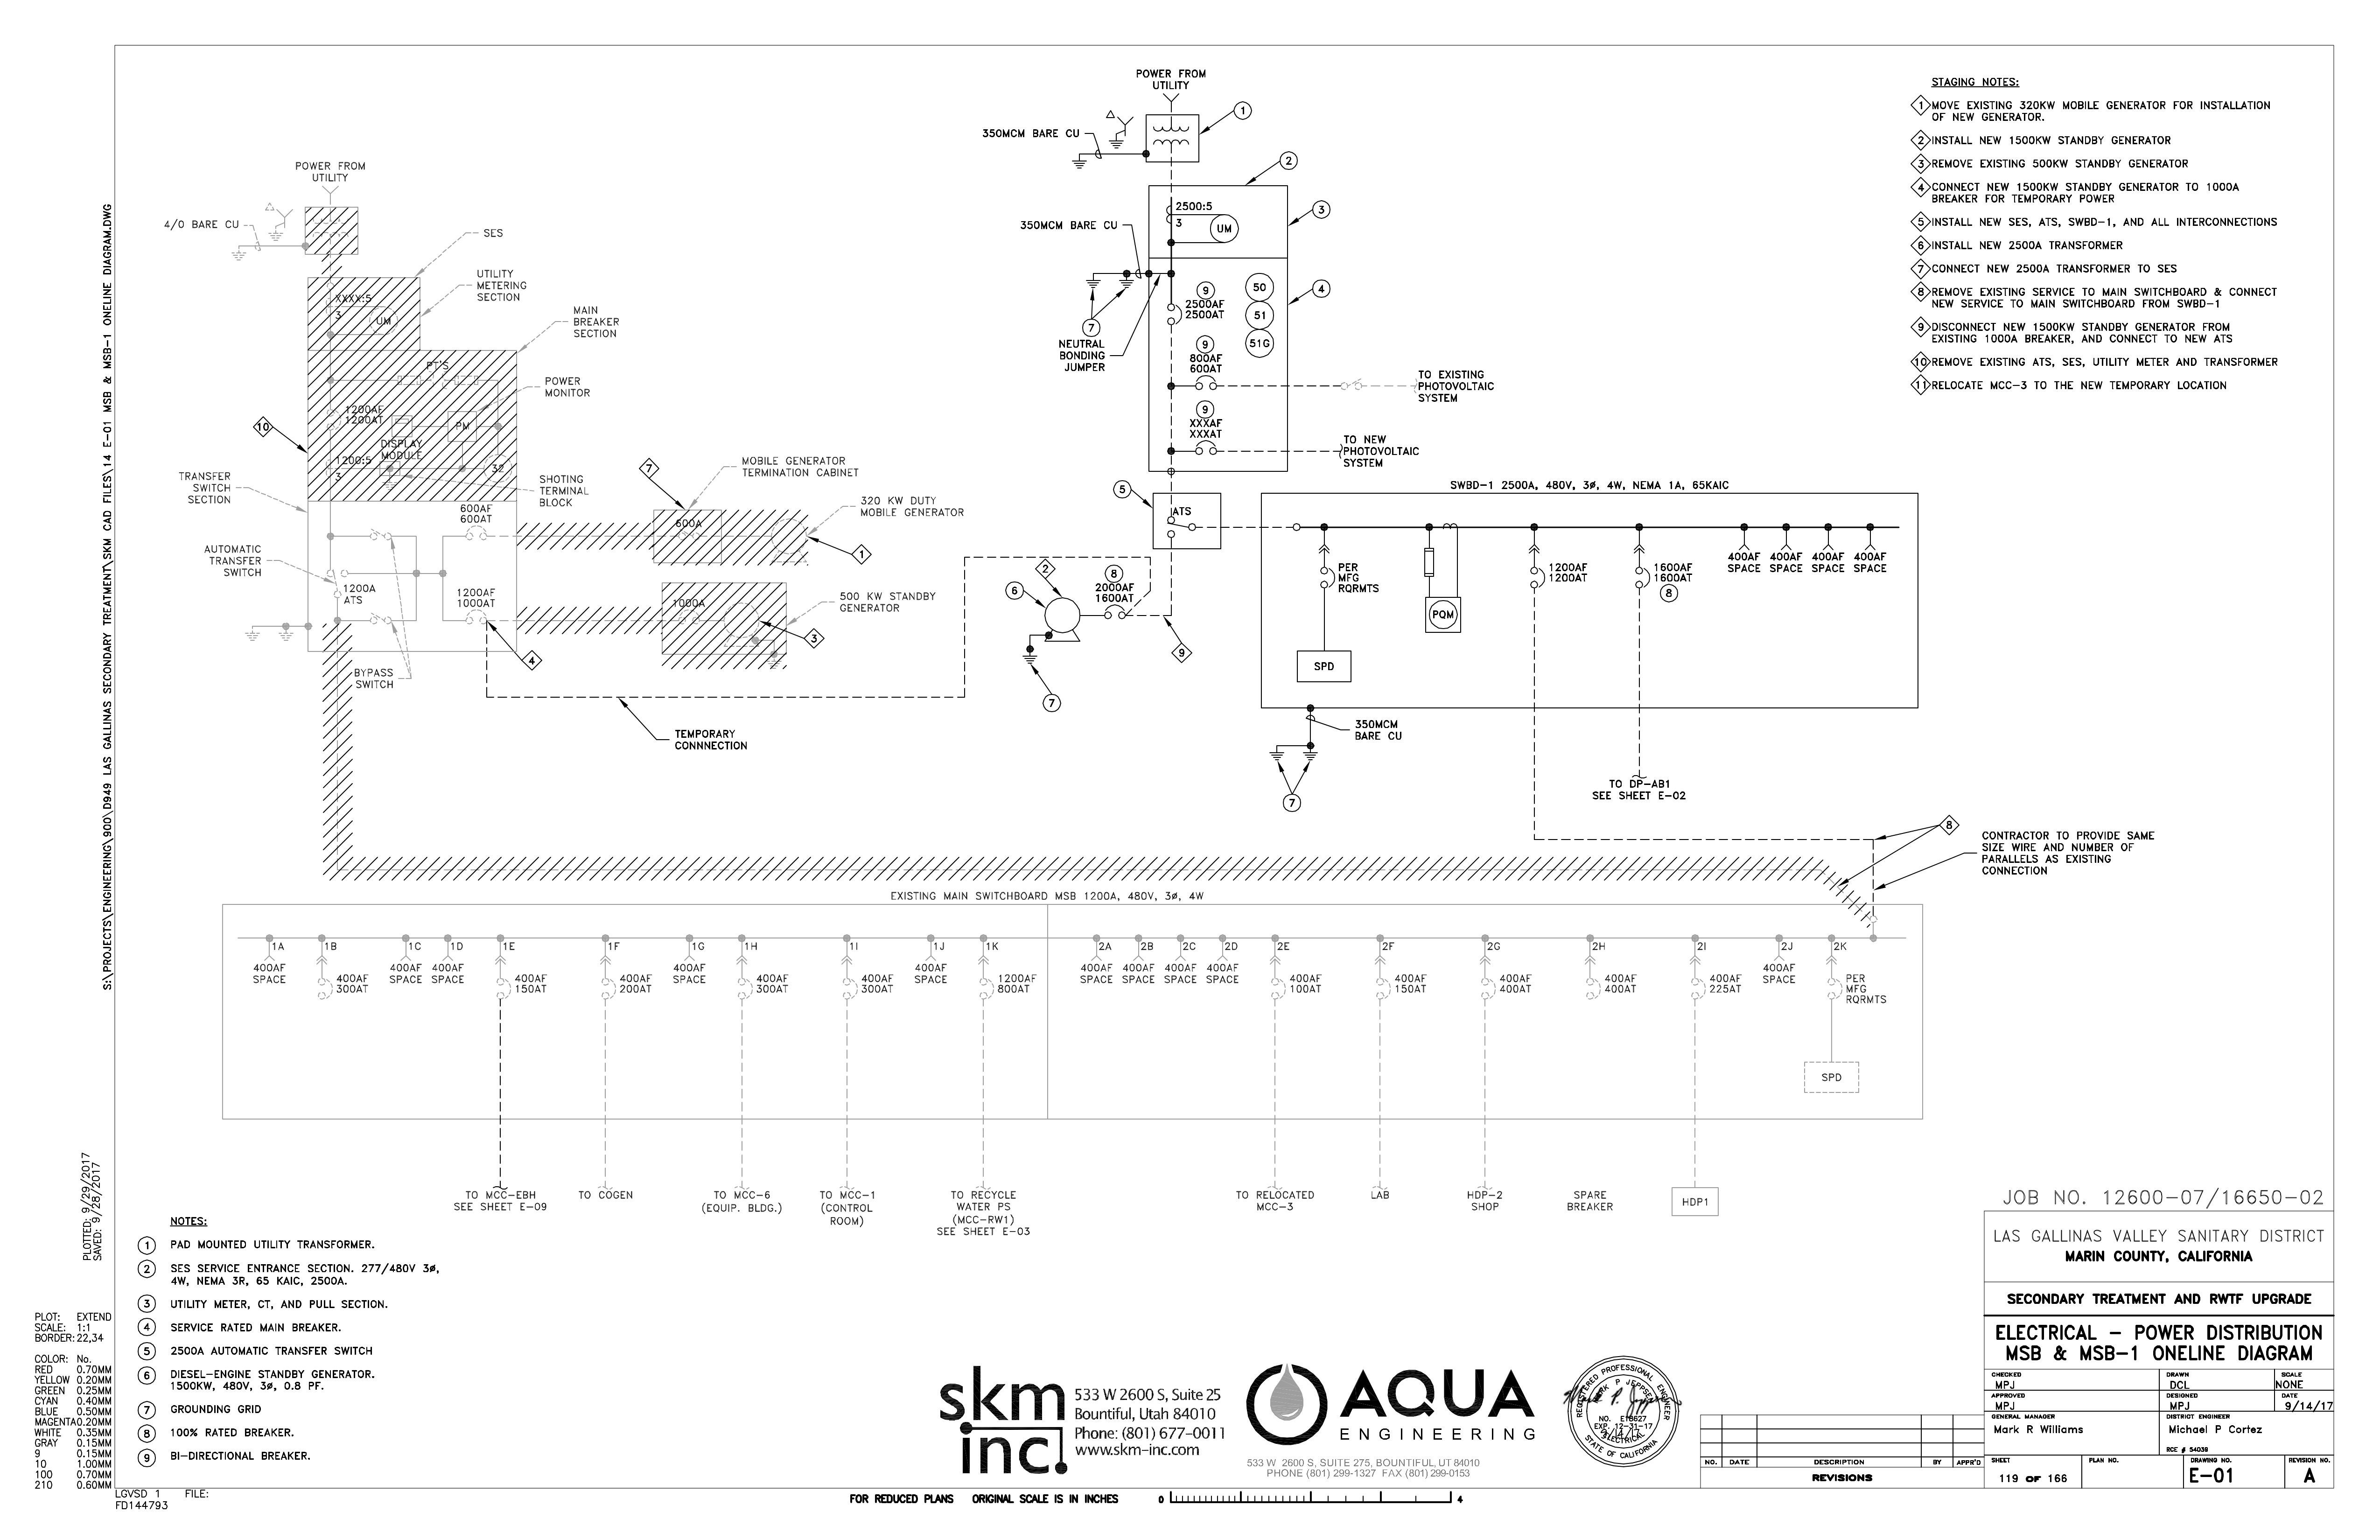 POWER FROM
UTILITY
350MCM BARE CU
1
2
2500:5
3
UM
3
350MCM BARE CU
7
NEUTRAL
BONDING
JUMPER
9
2500AF
2500AT
50
51
51G
4
9
800AF
600AT
TO EXISTING
PHOTOVOLTAIC
SYSTEM
9
XXXAF
XXXAT
TO NEW
PHOTOVOLTAIC
SYSTEM
5
ATS
STAGING NOTES:
1 MOVE EXISTING 320KW MOBILE GENERATOR FOR INSTALLATION
OF NEW GENERATOR.
2 INSTALL NEW 1500KW STANDBY GENERATOR
3 REMOVE EXISTING 500KW STANDBY GENERATOR
4 CONNECT NEW 1500KW STANDBY GENERATOR TO 1000A
BREAKER FOR TEMPORARY POWER
5 INSTALL NEW SES, ATS, SWBD-1, AND ALL INTERCONNECTIONS
6 INSTALL NEW 2500A TRANSFORMER
7 CONNECT NEW 2500A TRANSFORMER TO SES
8 REMOVE EXISTING SERVICE TO MAIN SWITCHBOARD & CONNECT
NEW SERVICE TO MAIN SWITCHBOARD FROM SWBD-1
9 DISCONNECT NEW 1500KW STANDBY GENERATOR FROM
EXISTING 1000A BREAKER, AND CONNECT TO NEW ATS
10 REMOVE EXISTING ATS, SES, UTILITY METER AND TRANSFORMER
11 RELOCATE MCC-3 TO THE NEW TEMPORARY LOCATION
POWER FROM
UTILITY
4/0 BARE CU
SES
UTILITY
METERING
SECTION
XXXX:5
3
UM
MAIN
BREAKER
SECTION
PT'S
POWER
MONITOR
1200AF
1200AT
PM
DISPLAY
MODULE
1200:5
3
32
10
SHOTING
TERMINAL
BLOCK
TRANSFER
SWITCH
SECTION
AUTOMATIC
TRANSFER
SWITCH
600AF
600AT
7
MOBILE GENERATOR
TERMINATION CABINET
600A
320 KW DUTY
MOBILE GENERATOR
1
1200A
ATS
1200AF
1000AT
1000A
500 KW STANDBY
GENERATOR
3
4
BYPASS
SWITCH
TEMPORARY
CONNNECTION
2
6
8
2000AF
1600AT
9
7
SWBD-1 2500A, 480V, 3ø, 4W, NEMA 1A, 65KAIC
PER
MFG
RQRMTS
SPD
PQM
1200AF
1200AT
1600AF
1600AT
8
400AF
SPACE
400AF
SPACE
400AF
SPACE
400AF
SPACE
350MCM
BARE CU
7
TO DP-AB1
SEE SHEET E-02
8
CONTRACTOR TO PROVIDE SAME
SIZE WIRE AND NUMBER OF
PARALLELS AS EXISTING
CONNECTION
EXISTING MAIN SWITCHBOARD MSB 1200A, 480V, 3ø, 4W
1A
400AF
SPACE
1B
400AF
300AT
1C
400AF
SPACE
1D
400AF
SPACE
1E
400AF
150AT
1F
400AF
200AT
1G
400AF
SPACE
1H
400AF
300AT
1I
400AF
300AT
1J
400AF
SPACE
1K
1200AF
800AT
2A
400AF
SPACE
2B
400AF
SPACE
2C
400AF
SPACE
2D
400AF
SPACE
2E
400AF
100AT
2F
400AF
150AT
2G
400AF
400AT
2H
400AF
400AT
2I
400AF
225AT
2J
400AF
SPACE
2K
PER
MFG
RQRMTS
SPD
TO MCC-EBH
SEE SHEET E-09
TO COGEN
TO MCC-6
(EQUIP. BLDG.)
TO MCC-1
(CONTROL
ROOM)
TO RECYCLE
WATER PS
(MCC-RW1)
SEE SHEET E-03
TO RELOCATED
MCC-3
LAB
HDP-2
SHOP
SPARE
BREAKER
HDP1
NOTES:
1 PAD MOUNTED UTILITY TRANSFORMER.
2 SES SERVICE ENTRANCE SECTION. 277/480V 3ø,
4W, NEMA 3R, 65 KAIC, 2500A.
3 UTILITY METER, CT, AND PULL SECTION.
4 SERVICE RATED MAIN BREAKER.
5 2500A AUTOMATIC TRANSFER SWITCH
6 DIESEL-ENGINE STANDBY GENERATOR.
1500KW, 480V, 3ø, 0.8 PF.
7 GROUNDING GRID
8 100% RATED BREAKER.
9 BI-DIRECTIONAL BREAKER.
S:\PROJECTS\ENGINEERING\900\D949 LAS GALLINAS SECONDARY TREATMENT\SKM CAD FILES\14 E-01 MSB & MSB-1 ONELINE DIAGRAM.DWG
PLOTTED: 9/29/2017
SAVED: 9/28/2017
PLOT: EXTEND
SCALE: 1:1
BORDER: 22,34
COLOR: No.
RED 0.70MM
YELLOW 0.20MM
GREEN 0.25MM
CYAN 0.40MM
BLUE 0.50MM
MAGENTA 0.20MM
WHITE 0.35MM
GRAY 0.15MM
9 0.15MM
10 1.00MM
100 0.70MM
210 0.60MM
LGVSD 1 FILE:
FD144793
skm
inc.
533 W 2600 S, Suite 25
Bountiful, Utah 84010
Phone: (801) 677-0011
www.skm-inc.com
AQUA
ENGINEERING
533 W 2600 S, SUITE 275, BOUNTIFUL, UT 84010
PHONE (801) 299-1327 FAX (801) 299-0153
REGISTERED PROFESSIONAL ENGINEER
MARK P JEPPSEN
NO. E18627
EXP. 12-31-17
9/14/17
ELECTRICAL
STATE OF CALIFORNIA
FOR REDUCED PLANS ORIGINAL SCALE IS IN INCHES 0 4
NO. DATE DESCRIPTION BY APPR'D
REVISIONS
JOB NO. 12600-07/16650-02
LAS GALLINAS VALLEY SANITARY DISTRICT
MARIN COUNTY, CALIFORNIA
SECONDARY TREATMENT AND RWTF UPGRADE
ELECTRICAL - POWER DISTRIBUTION
MSB & MSB-1 ONELINE DIAGRAM
CHECKED DRAWN SCALE
MPJ DCL NONE
APPROVED DESIGNED DATE
MPJ MPJ 9/14/17
GENERAL MANAGER DISTRICT ENGINEER
Mark R Williams Michael P Cortez
RCE # 54038
SHEET PLAN NO. DRAWING NO. REVISION NO.
119 OF 166 E-01 A